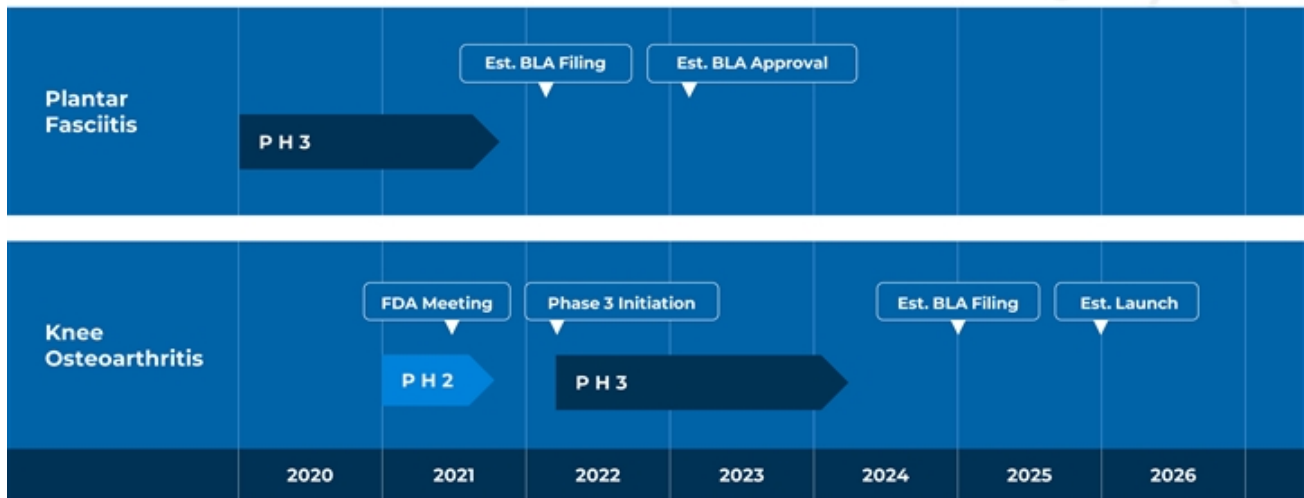 Est. BLA Filing
Est. BLA Approval
Plantar
Fasciitis
PH3
FDA Meeting
Phase 3 Initiation
Est. BLA Filing
Est. Launch
Knee
Osteoarthritis
PH2
PH3
2020
2021
2022
2023
2024
2025
2026